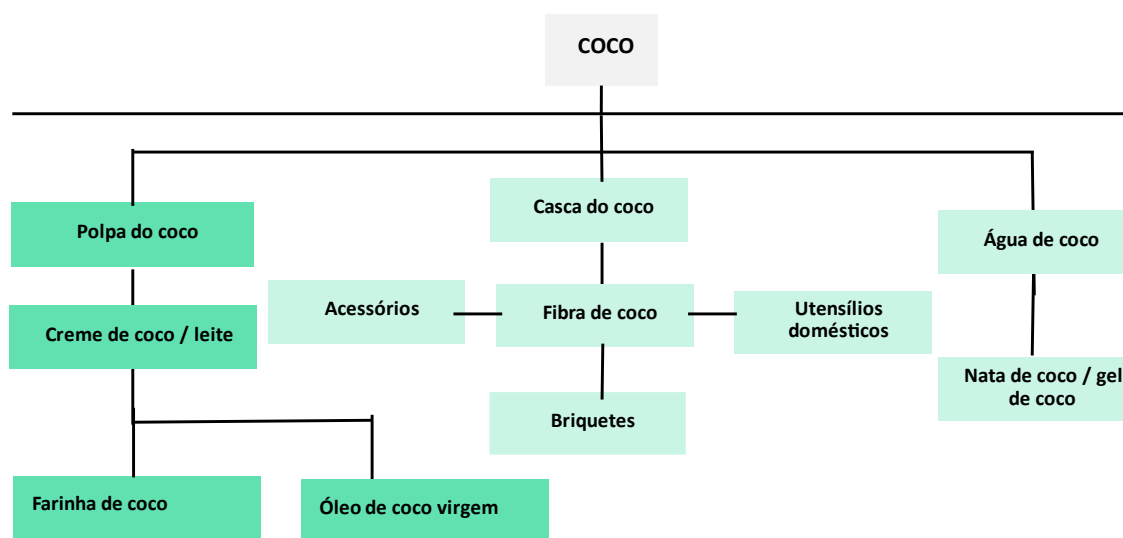 COCO
Casca do coco
Polpa do coco
Água de coco
Acessórios
Fibra de coco
Utensílios
domésticos
Creme de coco / leite
Nata de coco / gel
de coco
Briquetes
Farinha de coco
Óleo de coco virgem